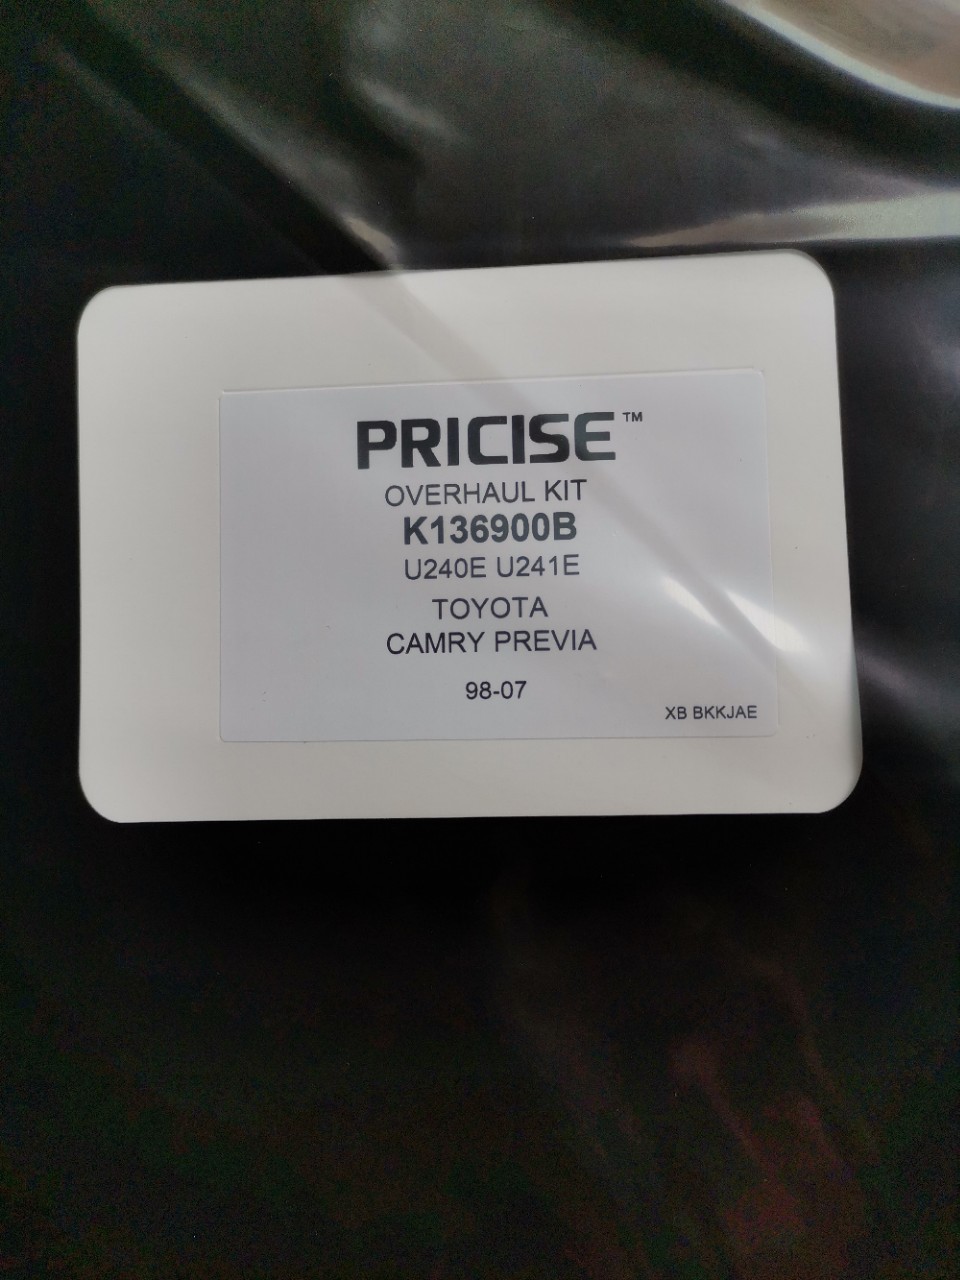 PRICISE™
OVERHAUL KIT
K136900B
U240E U241E
TOYOTA
CAMRY PREVIA
98-07
XB BKKJAE